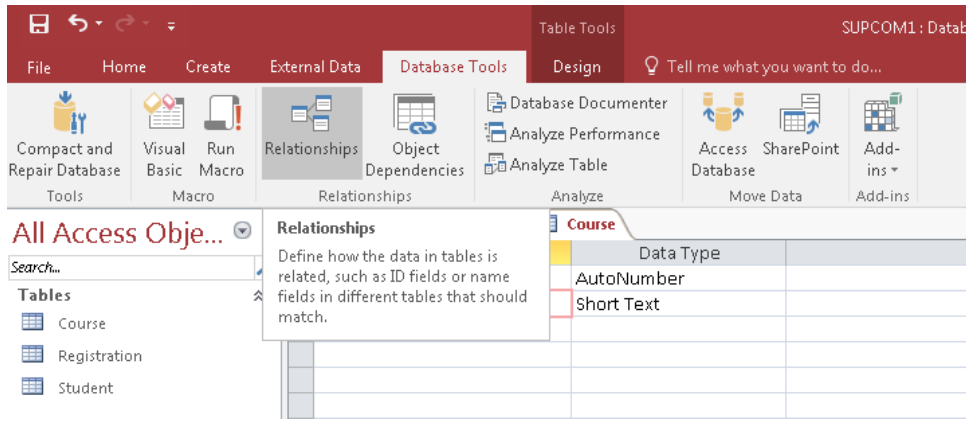 Table Tools
SUPCOM1 : Datab
File Home Create External Data Database Tools Design Tell me what you want to do...
Compact and Repair Database
Visual Basic
Run Macro
Relationships
Object Dependencies
Database Documenter
Analyze Performance
Analyze Table
Access Database
SharePoint
Add-ins
Tools Macro Relationships Analyze Move Data Add-ins
All Access Obje...
Search...
Tables
Course
Registration
Student
Relationships
Define how the data in tables is
related, such as ID fields or name
fields in different tables that should
match.
Course
Data Type
AutoNumber
Short Text